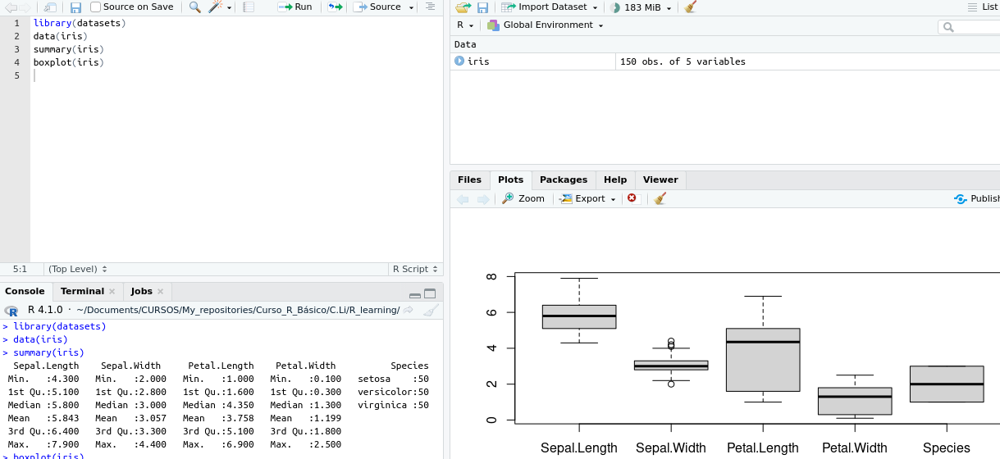 Source on Save Run Source
1 library(datasets)
2 data(iris)
3 summary(iris)
4 boxplot(iris)
5
5:1 (Top Level) R Script
Console Terminal Jobs
R 4.1.0 · ~/Documents/CURSOS/My_repositories/Curso_R_Básico/C.Li/R_learning/
> library(datasets)
> data(iris)
> summary(iris)
Sepal.Length Sepal.Width Petal.Length Petal.Width Species
Min. :4.300 Min. :2.000 Min. :1.000 Min. :0.100 setosa :50
1st Qu.:5.100 1st Qu.:2.800 1st Qu.:1.600 1st Qu.:0.300 versicolor:50
Median :5.800 Median :3.000 Median :4.350 Median :1.300 virginica :50
Mean :5.843 Mean :3.057 Mean :3.758 Mean :1.199
3rd Qu.:6.400 3rd Qu.:3.300 3rd Qu.:5.100 3rd Qu.:1.800
Max. :7.900 Max. :4.400 Max. :6.900 Max. :2.500
> boxplot(iris)
Import Dataset 183 MiB List
R Global Environment
Data
iris 150 obs. of 5 variables
Files Plots Packages Help Viewer
Zoom Export Publish
8
6
4
2
0
Sepal.Length Sepal.Width Petal.Length Petal.Width Species